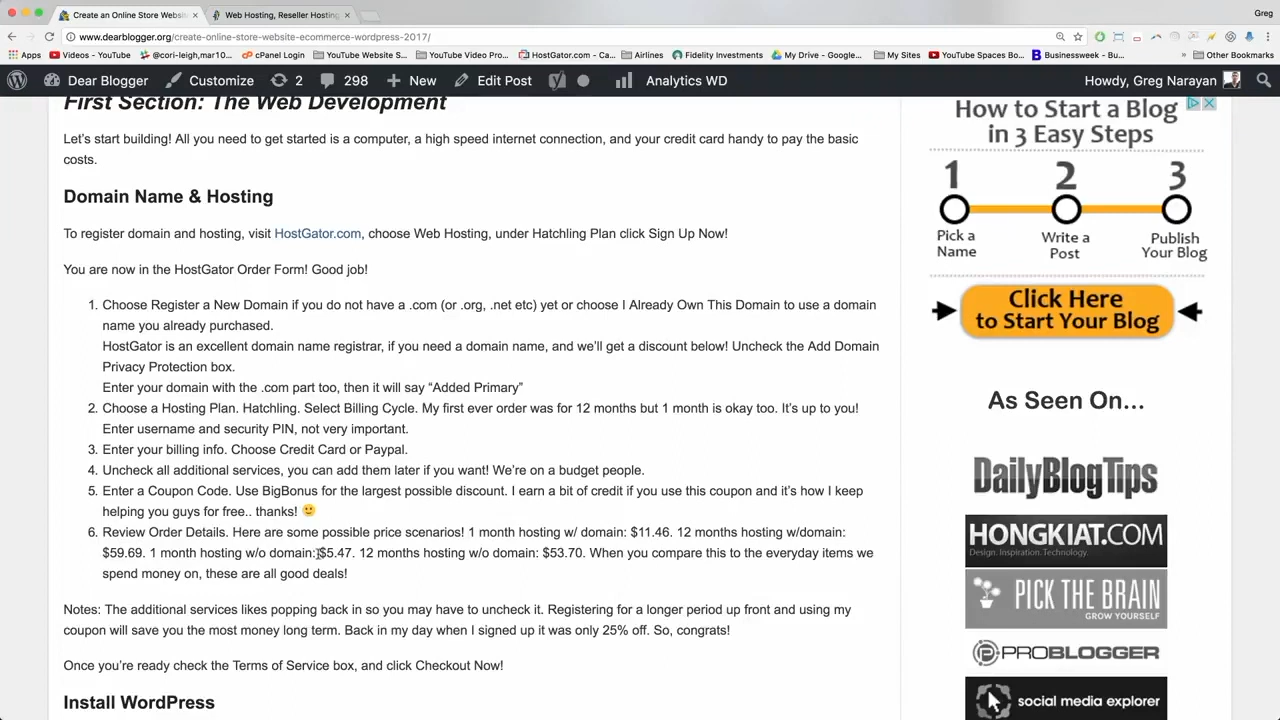 Create an Online Store Websit
Web Hosting, Reseller Hosting
Greg
www.dearblogger.org/create-online-store-website-ecommerce-wordpress-2017/
Apps
Videos - YouTube
@cori-leigh,mar10...
cPanel Login
YouTube Website S...
YouTube Video Pro...
HostGator.com - Ca...
Airlines
Fidelity Investments
My Drive - Google...
My Sites
YouTube Spaces Bo...
Businessweek - Bu...
»
Other Bookmarks
Dear Blogger
Customize
2
298
New
Edit Post
Analytics WD
Howdy, Greg Narayan
First Section: The Web Development
Let's start building! All you need to get started is a computer, a high speed internet connection, and your credit card handy to pay the basic
costs.
Domain Name & Hosting
To register domain and hosting, visit HostGator.com, choose Web Hosting, under Hatchling Plan click Sign Up Now!
You are now in the HostGator Order Form! Good job!
1. Choose Register a New Domain if you do not have .com (or .org, .net etc) yet or choose I Already Own This Domain to use a domain
name you already purchased.
HostGator is an excellent domain name registrar, if you need a domain name, and we'll get a discount below! Uncheck the Add Domain
Privacy Protection box.
Enter your domain with the .com part too, then it will say “Added Primary”
2. Choose a Hosting Plan. Hatchling. Select Billing Cycle. My first ever order was for 12 months but 1 month is okay too. It's up to you!
Enter username and security PIN, not very important.
3. Enter your billing info. Choose Credit Card or Paypal.
4. Uncheck all additional services, you can add them later if you want! We're on a budget people.
5. Enter a Coupon Code. Use BigBonus for the largest possible discount. I earn a bit of credit if you use this coupon and it's how I keep
helping you guys for free.. thanks!
6. Review Order Details. Here are some possible price scenarios! 1 month hosting w/ domain: $11.46. 12 months hosting w/domain:
$59.69. 1 month hosting w/o domain: $5.47. 12 months hosting w/o domain: $53.70. When you compare this to the everyday items we
spend money on, these are all good deals!
Notes: The additional services likes popping back in so you may have to uncheck it. Registering for a longer period up front and using my
coupon will save you the most money long term. Back in my day when I signed up it was only 25% off. So, congrats!
Once you're ready check the Terms of Service box, and click Checkout Now!
Install WordPress
How to Start a Blog
in 3 Easy Steps
1 2 3
Pick a
Name
Write a
Post
Publish
Your Blog
Click Here
to Start Your Blog
As Seen On...
DailyBlogTips
HONGKIAT.COM
Design. Inspiration. Technology.
PICK THE BRAIN
GROW YOURSELF
PROBLOGGER
social media explorer